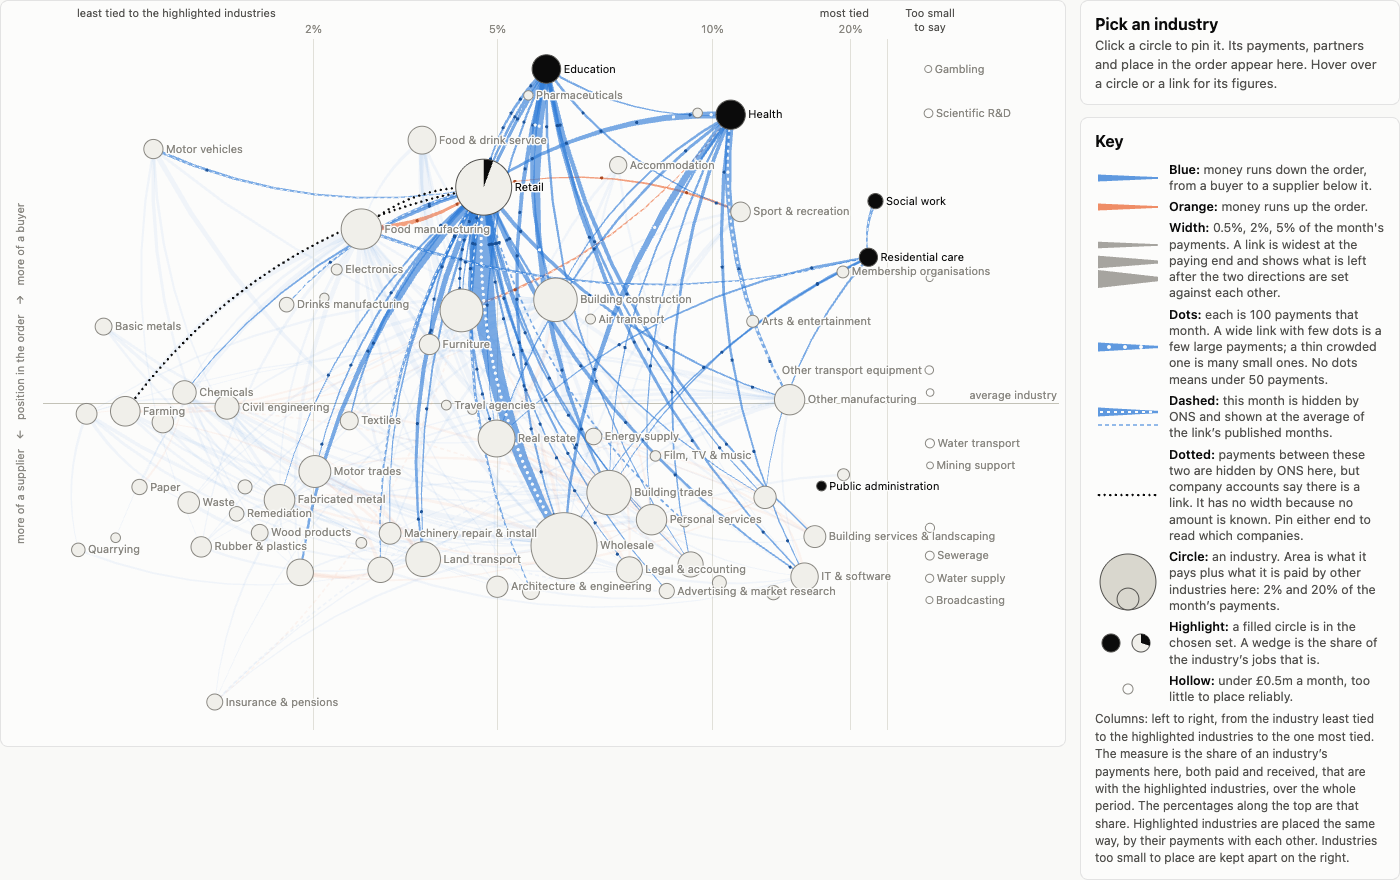 least tied to the highlighted industries
most tied
Too small
to say
2%
5%
10%
20%
Education
Gambling
Pharmaceuticals
Health
Scientific R&D
Food & drink service
Motor vehicles
Accommodation
Retail
Social work
Sport & recreation
Food manufacturing
Residential care
Electronics
Membership organisations
Drinks manufacturing
Building construction
Air transport
Arts & entertainment
Basic metals
Furniture
Other transport equipment
Chemicals
average industry
Other manufacturing
Travel agencies
Farming
Civil engineering
Textiles
Real estate
Energy supply
Water transport
Film, TV & music
Mining support
Motor trades
Paper
Public administration
Building trades
Fabricated metal
Waste
Remediation
Personal services
Wood products
Machinery repair & install
Building services & landscaping
Rubber & plastics
Wholesale
Quarrying
Sewerage
Land transport
Legal & accounting
IT & software
Water supply
Architecture & engineering
Advertising & market research
Broadcasting
Insurance & pensions
more of a supplier ← position in the order → more of a buyer
Pick an industry
Click a circle to pin it. Its payments, partners
and place in the order appear here. Hover over
a circle or a link for its figures.
Key
Blue: money runs down the order,
from a buyer to a supplier below it.
Orange: money runs up the order.
Width: 0.5%, 2%, 5% of the month's
payments. A link is widest at the
paying end and shows what is left
after the two directions are set
against each other.
Dots: each is 100 payments that
month. A wide link with few dots is a
few large payments; a thin crowded
one is many small ones. No dots
means under 50 payments.
Dashed: this month is hidden by
ONS and shown at the average of
the link's published months.
Dotted: payments between these
two are hidden by ONS here, but
company accounts say there is a
link. It has no width because no
amount is known. Pin either end to
read which companies.
Circle: an industry. Area is what it
pays plus what it is paid by other
industries here: 2% and 20% of the
month's payments.
Highlight: a filled circle is in the
chosen set. A wedge is the share of
the industry's jobs that is.
Hollow: under £0.5m a month, too
little to place reliably.
Columns: left to right, from the industry least tied
to the highlighted industries to the one most tied.
The measure is the share of an industry's
payments here, both paid and received, that are
with the highlighted industries, over the whole
period. The percentages along the top are that
share. Highlighted industries are placed the same
way, by their payments with each other. Industries
too small to place are kept apart on the right.